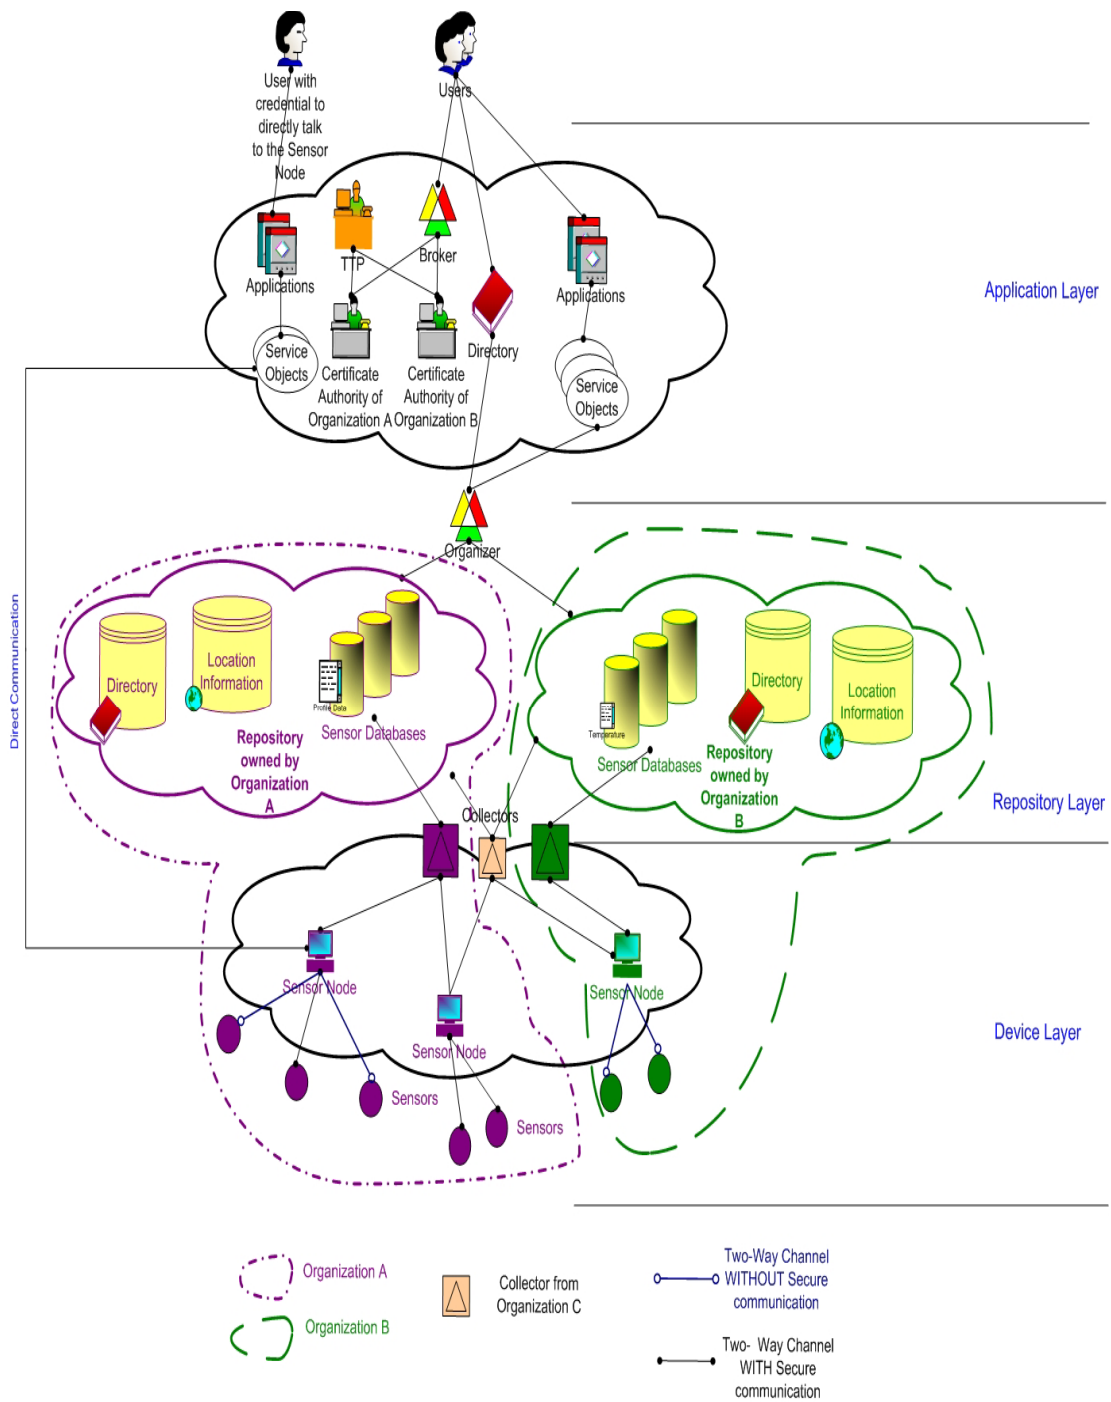 User with
credential to
directly talk
to the Sensor
Node
Users
TTP
Broker
Applications
Applications
Directory
Service
Objects
Certificate
Authority of
Organization A
Certificate
Authority of
Organization B
Service
Objects
Application Layer
Organizer
Direct Communication
Directory
Location
Information
Profile Data
Sensor Databases
Repository
owned by
Organization
A
Temperature
Sensor Databases
Directory
Location
Information
Repository
owned by
Organization
B
Repository Layer
Collectors
Sensor Node
Sensor Node
Sensor Node
Sensors
Sensors
Device Layer
Organization A
Organization B
Collector from
Organization C
Two-Way Channel
WITHOUT Secure
communication
Two- Way Channel
WITH Secure
communication